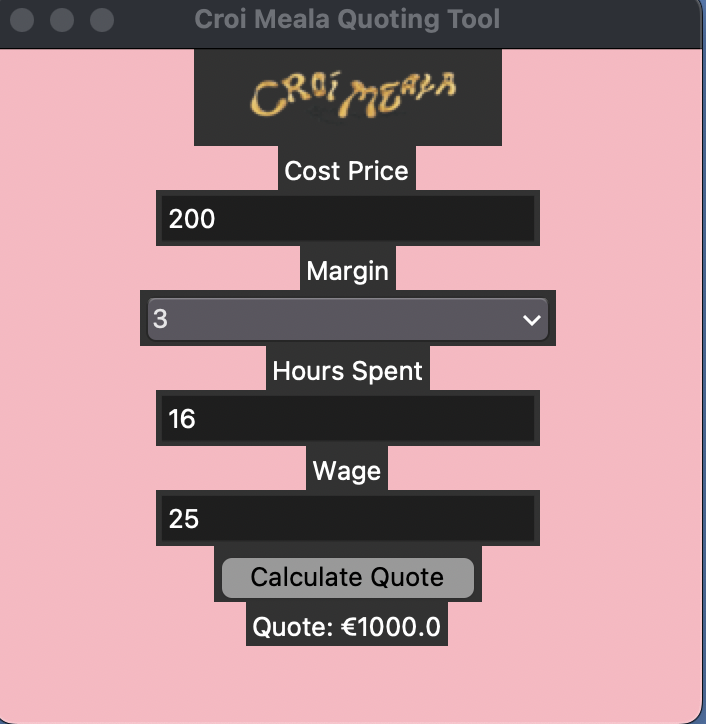 Croi Meala Quoting Tool
CROÍ MEALA
Cost Price
200
Margin
3
Hours Spent
16
Wage
25
Calculate Quote
Quote: €1000.0